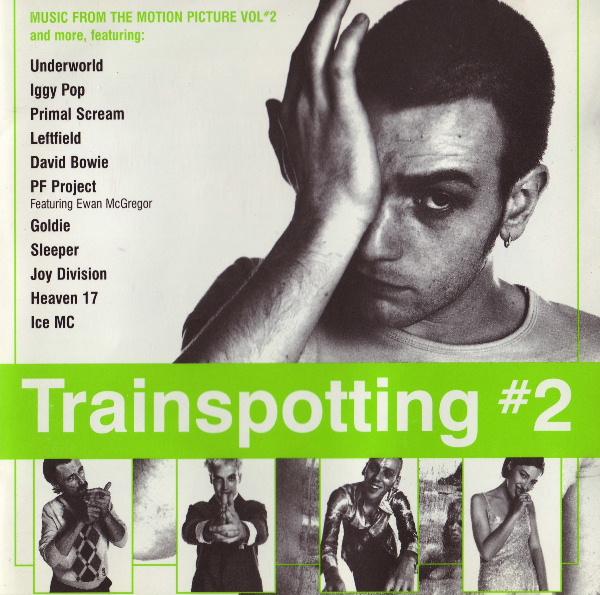 MUSIC FROM THE MOTION PICTURE VOL#2
and more, featuring:
Underworld
Iggy Pop
Primal Scream
Leftfield
David Bowie
PF Project
Featuring Ewan McGregor
Goldie
Sleeper
Joy Division
Heaven 17
Ice MC
Trainspotting #2